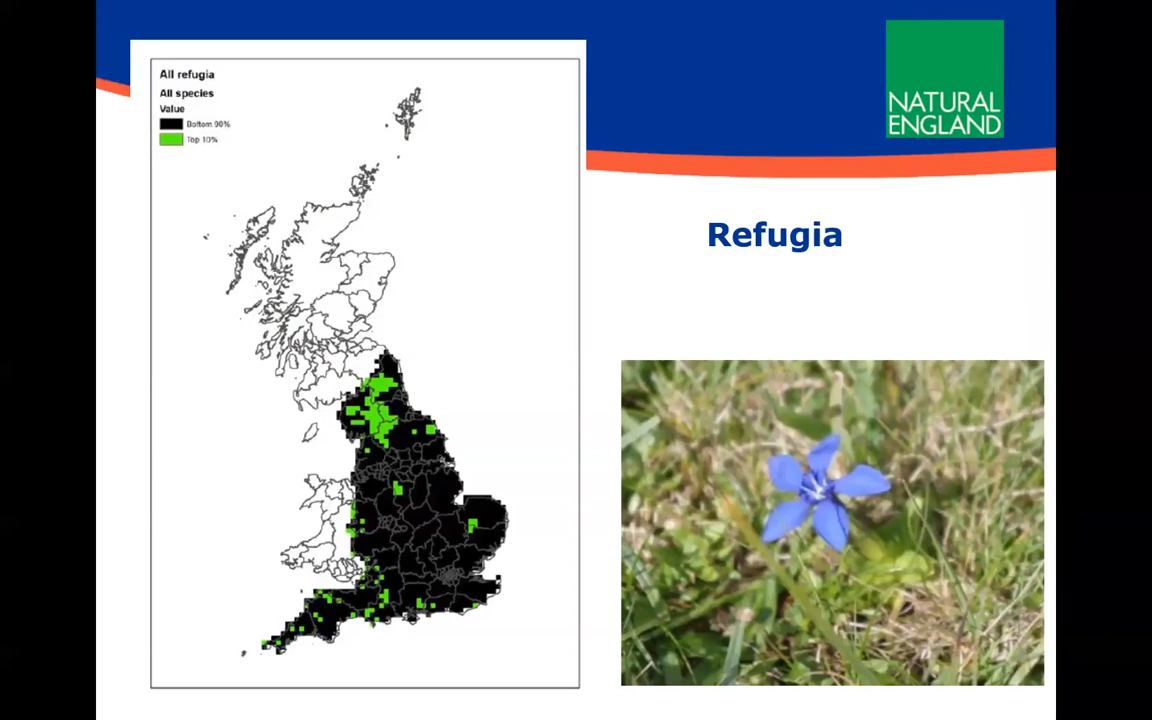 All refugia
All species
Value
Bottom 90%
Top 10%
NATURAL
ENGLAND
Refugia